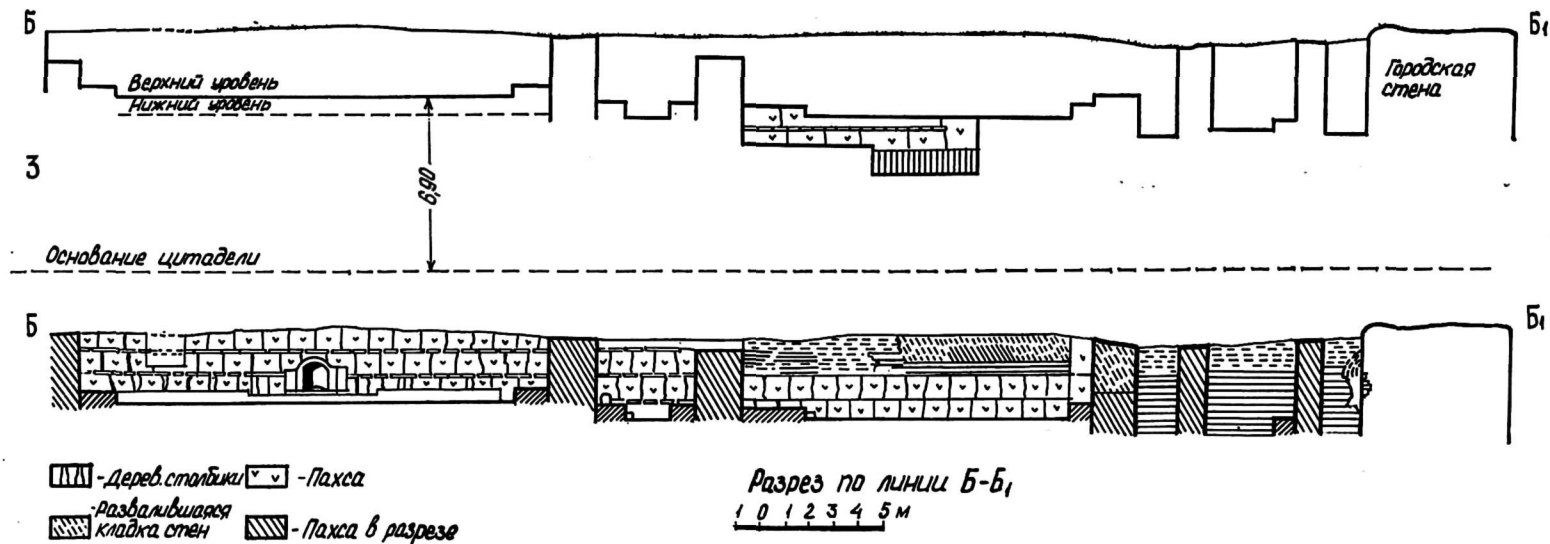 Б
Б₁
Верхний уровень
Нижний уровень
Городская
стена
3
6,90
Основание цитадели
Б
Б₁
-Дерев. столбики
-Пахса
-Развалившаяся
кладка стен
-Пахса в разрезе
Разрез по линии Б-Б₁
1 0 1 2 3 4 5 м